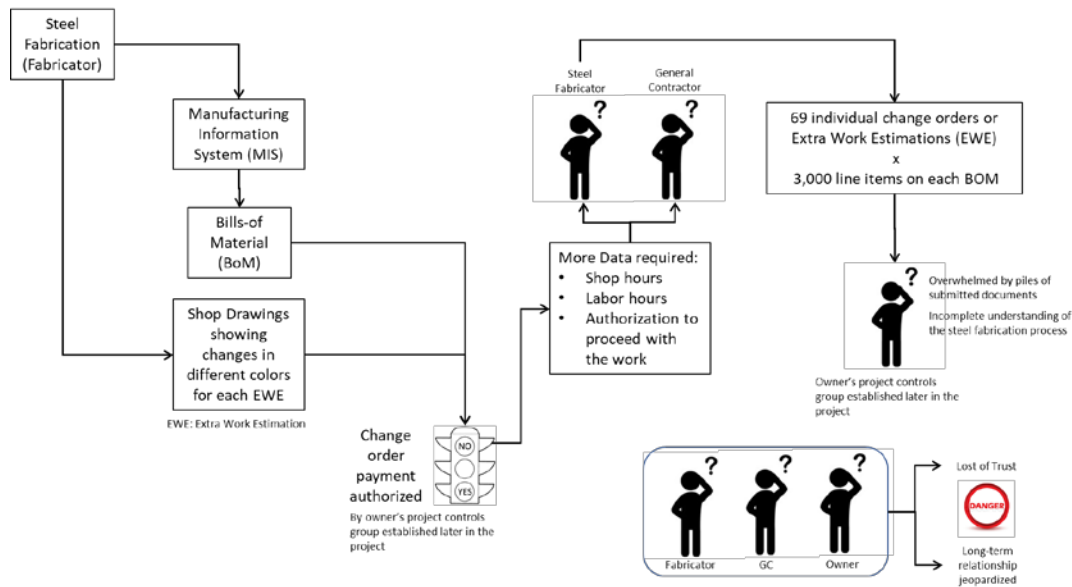 Steel
Fabrication
(Fabricator)
Manufacturing
Information
System (MIS)
Bills-of
Material
(BoM)
Shop Drawings
showing
changes in
different colors
for each EWE
EWE: Extra Work Estimation
Change
order
payment
authorized
By owner's project controls
group established later in the
project
NO
YES
More Data required:
• Shop hours
• Labor hours
• Authorization to
proceed with
the work
Steel
Fabricator
?
General
Contractor
?
69 individual change orders or
Extra Work Estimations (EWE)
x
3,000 line items on each BOM
?
Overwhelmed by piles of
submitted documents
Incomplete understanding of
the steel fabrication process
Owner's project controls
group established later in the
project
?
?
?
Fabricator
GC
Owner
Lost of Trust
DANGER
Long-term
relationship
jeopardized